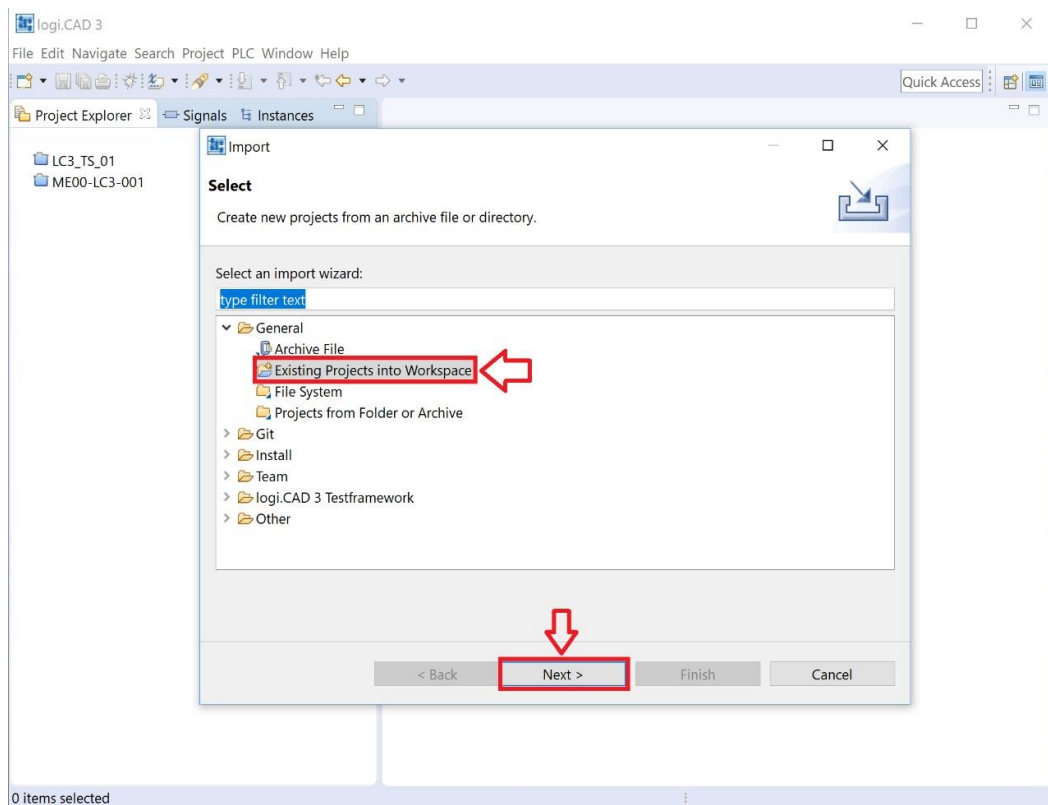 logi.CAD 3
File Edit Navigate Search Project PLC Window Help
Quick Access
Project Explorer Signals Instances
LC3_TS_01
ME00-LC3-001
Import
Select
Create new projects from an archive file or directory.
Select an import wizard:
type filter text
General
Archive File
Existing Projects into Workspace
File System
Projects from Folder or Archive
Git
Install
Team
logi.CAD 3 Testframework
Other
< Back Next > Finish Cancel
0 items selected